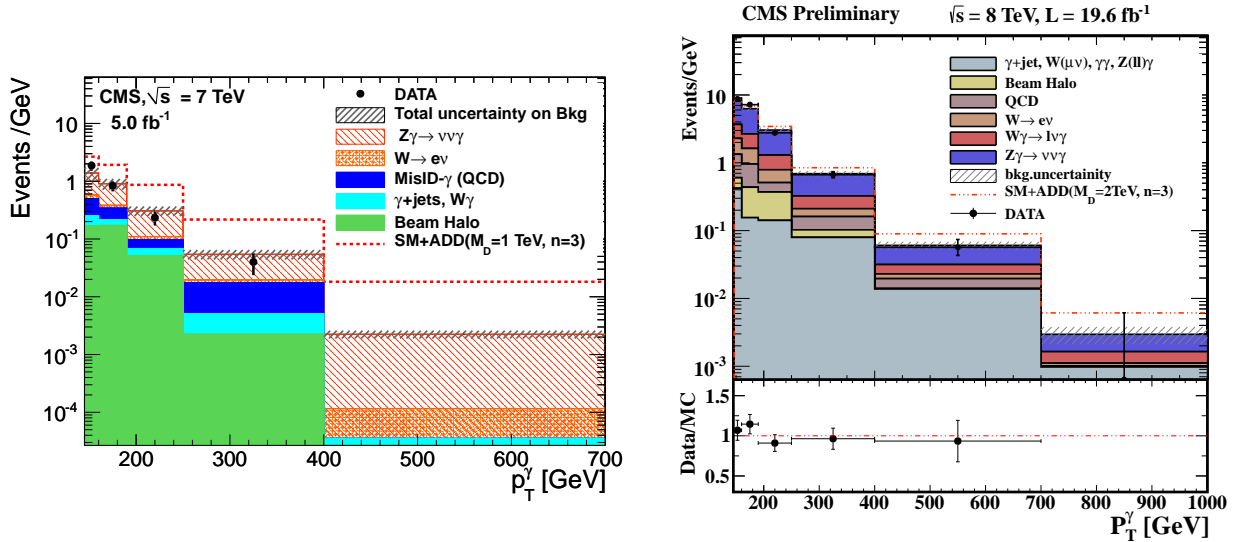 CMS, √s = 7 TeV
5.0 fb⁻¹
DATA
Total uncertainty on Bkg
Zγ→ ννγ
W→ eν
MisID-γ (QCD)
γ+jets, Wγ
Beam Halo
SM+ADD(M_D=1 TeV, n=3)
Events /GeV
10
1
10⁻¹
10⁻²
10⁻³
10⁻⁴
200 300 400 500 600 700
p_T^γ [GeV]
CMS Preliminary √s = 8 TeV, L = 19.6 fb⁻¹
γ+jet, W(μν), γγ, Z(ll)γ
Beam Halo
QCD
W→ eν
Wγ→ lνγ
Zγ→ ννγ
bkg.uncertainity
SM+ADD(M_D=2TeV, n=3)
DATA
Events/GeV
10
1
10⁻¹
10⁻²
10⁻³
Data/MC
1.5
1
0.5
200 300 400 500 600 700 800 900 1000
P_T^γ [GeV]